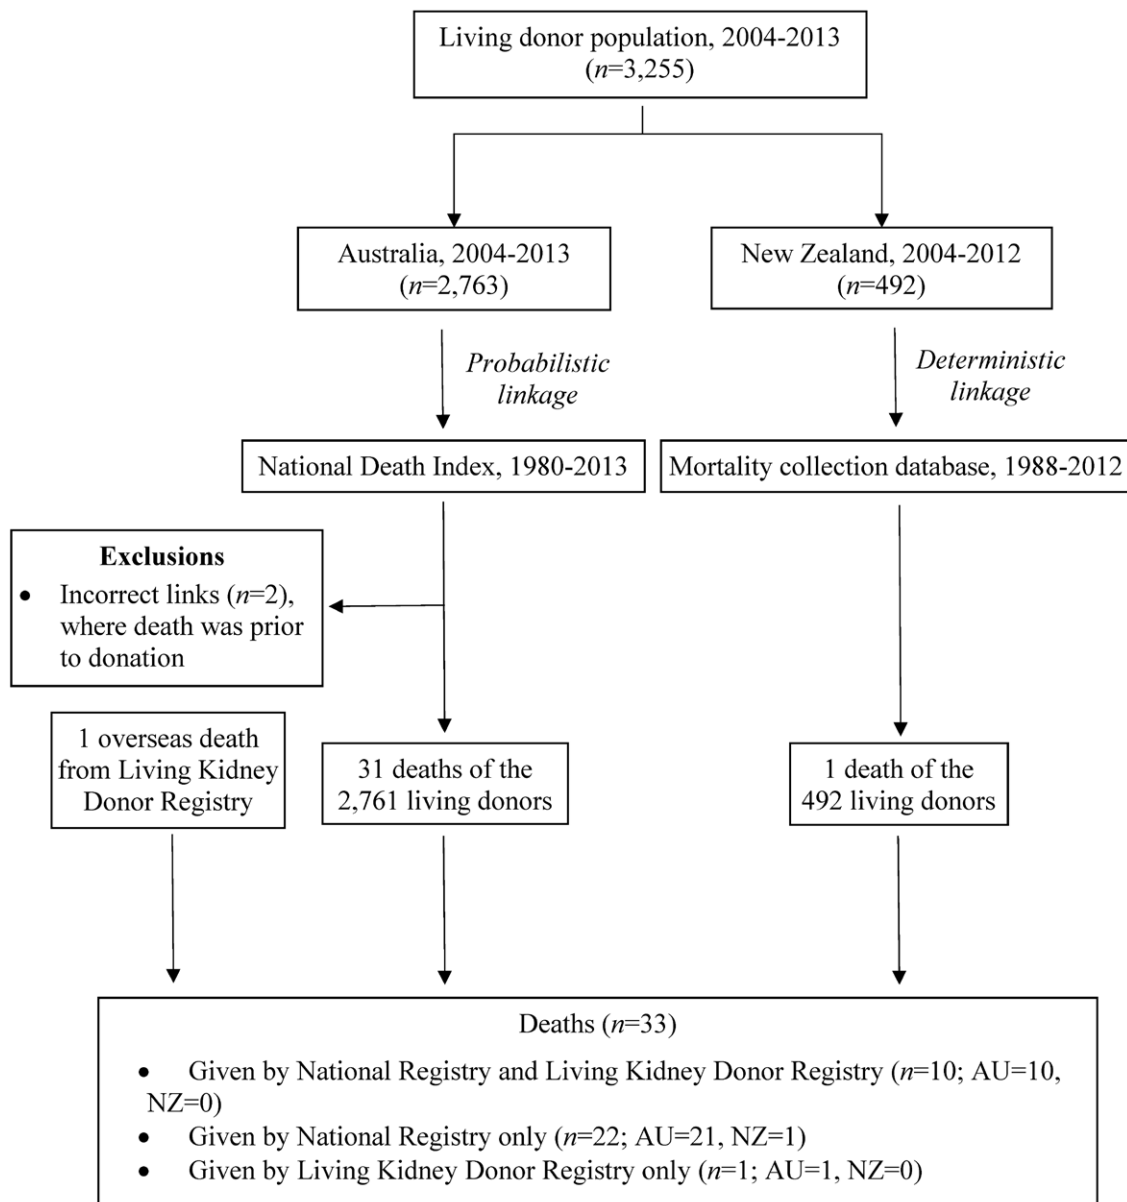 Living donor population, 2004-2013
(n=3,255)
Australia, 2004-2013
(n=2,763)
New Zealand, 2004-2012
(n=492)
Probabilistic
linkage
Deterministic
linkage
National Death Index, 1980-2013
Mortality collection database, 1988-2012
Exclusions
• Incorrect links (n=2),
where death was prior
to donation
1 overseas death
from Living Kidney
Donor Registry
31 deaths of the
2,761 living donors
1 death of the
492 living donors
Deaths (n=33)
• Given by National Registry and Living Kidney Donor Registry (n=10; AU=10,
NZ=0)
• Given by National Registry only (n=22; AU=21, NZ=1)
• Given by Living Kidney Donor Registry only (n=1; AU=1, NZ=0)